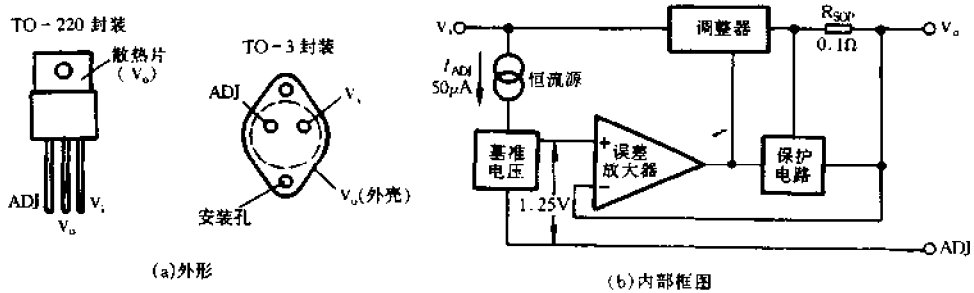 TO-220 封装
散热片
(Vo)
ADJ
Vo
Vi
TO-3 封装
ADJ
Vi
Vo(外壳)
安装孔
(a)外形
Vi
IADJ
50μA
恒流源
调整器
0.1Ω
Vo
基准
电压
+
误差
放大器
−
1.25V
保护
电路
ADJ
(b)内部框图